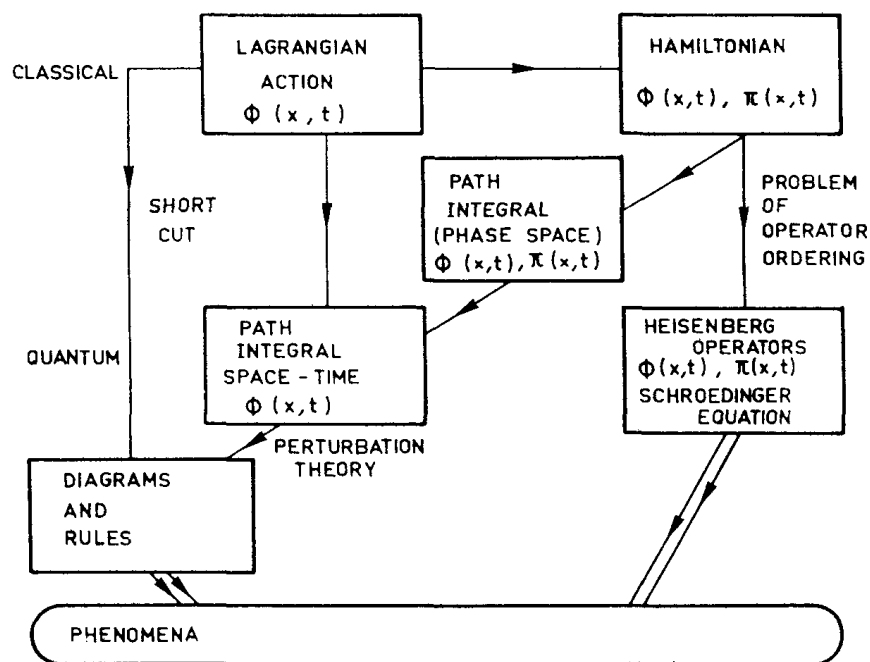 CLASSICAL
LAGRANGIAN
ACTION
Φ (x, t)
HAMILTONIAN
Φ(x,t), π(x,t)
SHORT
CUT
PATH
INTEGRAL
(PHASE SPACE)
Φ (x,t), π(x,t)
PROBLEM
OF
OPERATOR
ORDERING
QUANTUM
PATH
INTEGRAL
SPACE-TIME
Φ (x,t)
HEISENBERG
OPERATORS
Φ(x,t), π(x,t)
SCHROEDINGER
EQUATION
PERTURBATION
THEORY
DIAGRAMS
AND
RULES
PHENOMENA